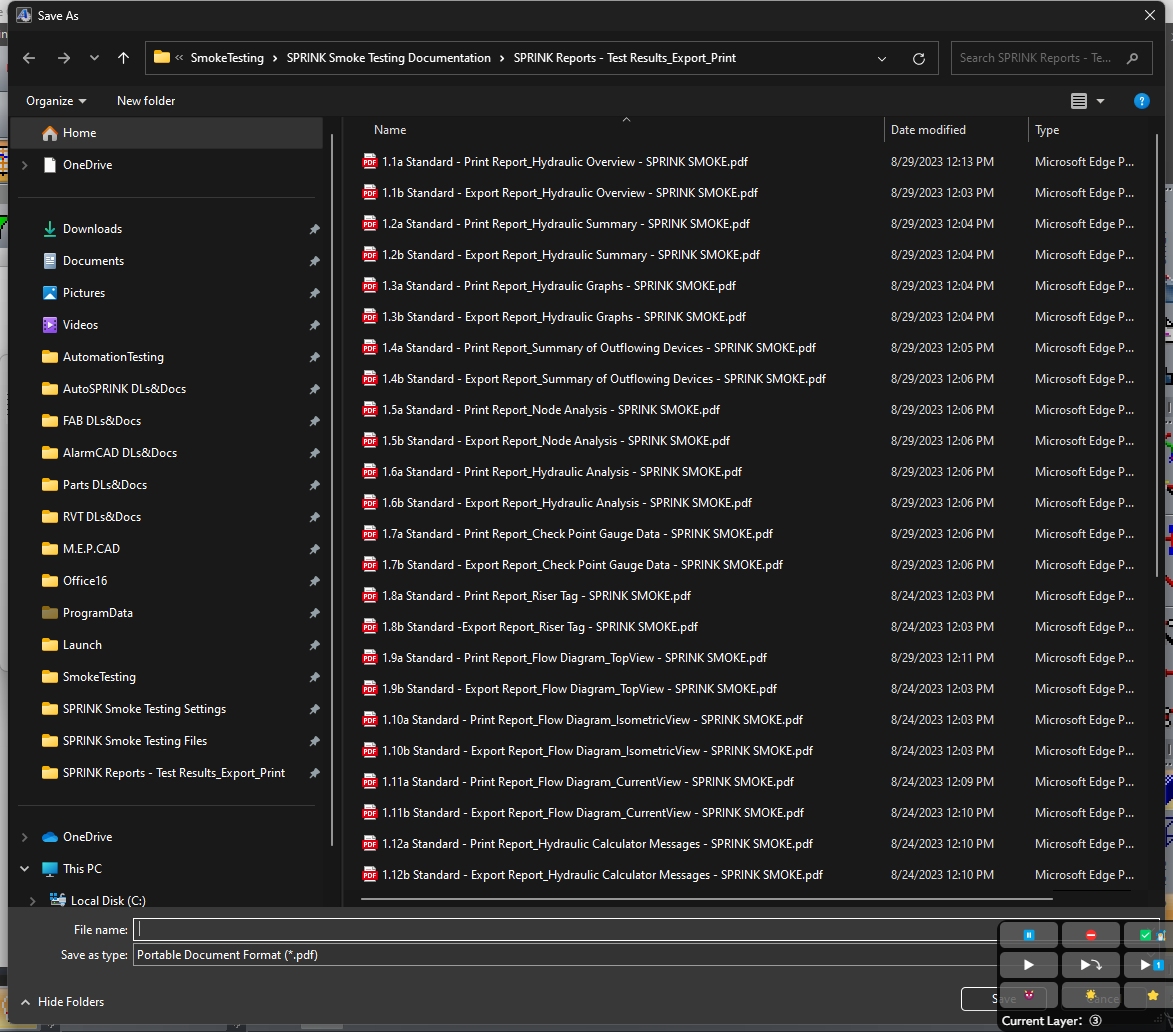 Save As
SmokeTesting > SPRINK Smoke Testing Documentation > SPRINK Reports - Test Results_Export_Print
Search SPRINK Reports - Te...
Organize
New folder
?
Home
OneDrive
Downloads
Documents
Pictures
Videos
AutomationTesting
AutoSPRINK DLs&Docs
FAB DLs&Docs
AlarmCAD DLs&Docs
Parts DLs&Docs
RVT DLs&Docs
M.E.P.CAD
Office16
ProgramData
Launch
SmokeTesting
SPRINK Smoke Testing Settings
SPRINK Smoke Testing Files
SPRINK Reports - Test Results_Export_Print
OneDrive
This PC
Local Disk (C:)
Name Date modified Type
PDF 1.1a Standard - Print Report_Hydraulic Overview - SPRINK SMOKE.pdf 8/29/2023 12:13 PM Microsoft Edge P...
PDF 1.1b Standard - Export Report_Hydraulic Overview - SPRINK SMOKE.pdf 8/29/2023 12:03 PM Microsoft Edge P...
PDF 1.2a Standard - Print Report_Hydraulic Summary - SPRINK SMOKE.pdf 8/29/2023 12:04 PM Microsoft Edge P...
PDF 1.2b Standard - Export Report_Hydraulic Summary - SPRINK SMOKE.pdf 8/29/2023 12:04 PM Microsoft Edge P...
PDF 1.3a Standard - Print Report_Hydraulic Graphs - SPRINK SMOKE.pdf 8/29/2023 12:04 PM Microsoft Edge P...
PDF 1.3b Standard - Export Report_Hydraulic Graphs - SPRINK SMOKE.pdf 8/29/2023 12:04 PM Microsoft Edge P...
PDF 1.4a Standard - Print Report_Summary of Outflowing Devices - SPRINK SMOKE.pdf 8/29/2023 12:05 PM Microsoft Edge P...
PDF 1.4b Standard - Export Report_Summary of Outflowing Devices - SPRINK SMOKE.pdf 8/29/2023 12:06 PM Microsoft Edge P...
PDF 1.5a Standard - Print Report_Node Analysis - SPRINK SMOKE.pdf 8/29/2023 12:06 PM Microsoft Edge P...
PDF 1.5b Standard - Export Report_Node Analysis - SPRINK SMOKE.pdf 8/29/2023 12:06 PM Microsoft Edge P...
PDF 1.6a Standard - Print Report_Hydraulic Analysis - SPRINK SMOKE.pdf 8/29/2023 12:06 PM Microsoft Edge P...
PDF 1.6b Standard - Export Report_Hydraulic Analysis - SPRINK SMOKE.pdf 8/29/2023 12:06 PM Microsoft Edge P...
PDF 1.7a Standard - Print Report_Check Point Gauge Data - SPRINK SMOKE.pdf 8/29/2023 12:06 PM Microsoft Edge P...
PDF 1.7b Standard - Export Report_Check Point Gauge Data - SPRINK SMOKE.pdf 8/29/2023 12:06 PM Microsoft Edge P...
PDF 1.8a Standard - Print Report_Riser Tag - SPRINK SMOKE.pdf 8/24/2023 12:03 PM Microsoft Edge P...
PDF 1.8b Standard -Export Report_Riser Tag - SPRINK SMOKE.pdf 8/24/2023 12:03 PM Microsoft Edge P...
PDF 1.9a Standard - Print Report_Flow Diagram_TopView - SPRINK SMOKE.pdf 8/29/2023 12:11 PM Microsoft Edge P...
PDF 1.9b Standard - Export Report_Flow Diagram_TopView - SPRINK SMOKE.pdf 8/24/2023 12:03 PM Microsoft Edge P...
PDF 1.10a Standard - Print Report_Flow Diagram_IsometricView - SPRINK SMOKE.pdf 8/24/2023 12:03 PM Microsoft Edge P...
PDF 1.10b Standard - Export Report_Flow Diagram_IsometricView - SPRINK SMOKE.pdf 8/24/2023 12:03 PM Microsoft Edge P...
PDF 1.11a Standard - Print Report_Flow Diagram_CurrentView - SPRINK SMOKE.pdf 8/24/2023 12:09 PM Microsoft Edge P...
PDF 1.11b Standard - Export Report_Flow Diagram_CurrentView - SPRINK SMOKE.pdf 8/24/2023 12:10 PM Microsoft Edge P...
PDF 1.12a Standard - Print Report_Hydraulic Calculator Messages - SPRINK SMOKE.pdf 8/24/2023 12:10 PM Microsoft Edge P...
PDF 1.12b Standard - Export Report_Hydraulic Calculator Messages - SPRINK SMOKE.pdf 8/24/2023 12:10 PM Microsoft Edge P...
File name:
Save as type: Portable Document Format (*.pdf)
1
Hide Folders
Save
Current Layer: ③